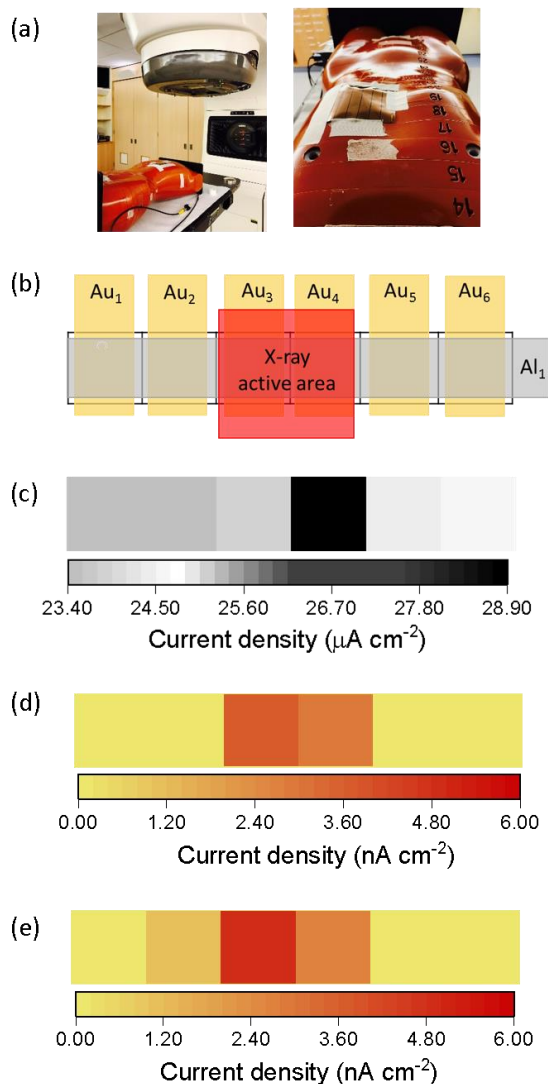 (a)
19
18
17
16
15
14
(b)
Au1 Au2 Au3 Au4 Au5 Au6
X-ray
active area
Al1
(c)
23.40 24.50 25.60 26.70 27.80 28.90
Current density (μA cm-2)
(d)
0.00 1.20 2.40 3.60 4.80 6.00
Current density (nA cm-2)
(e)
0.00 1.20 2.40 3.60 4.80 6.00
Current density (nA cm-2)